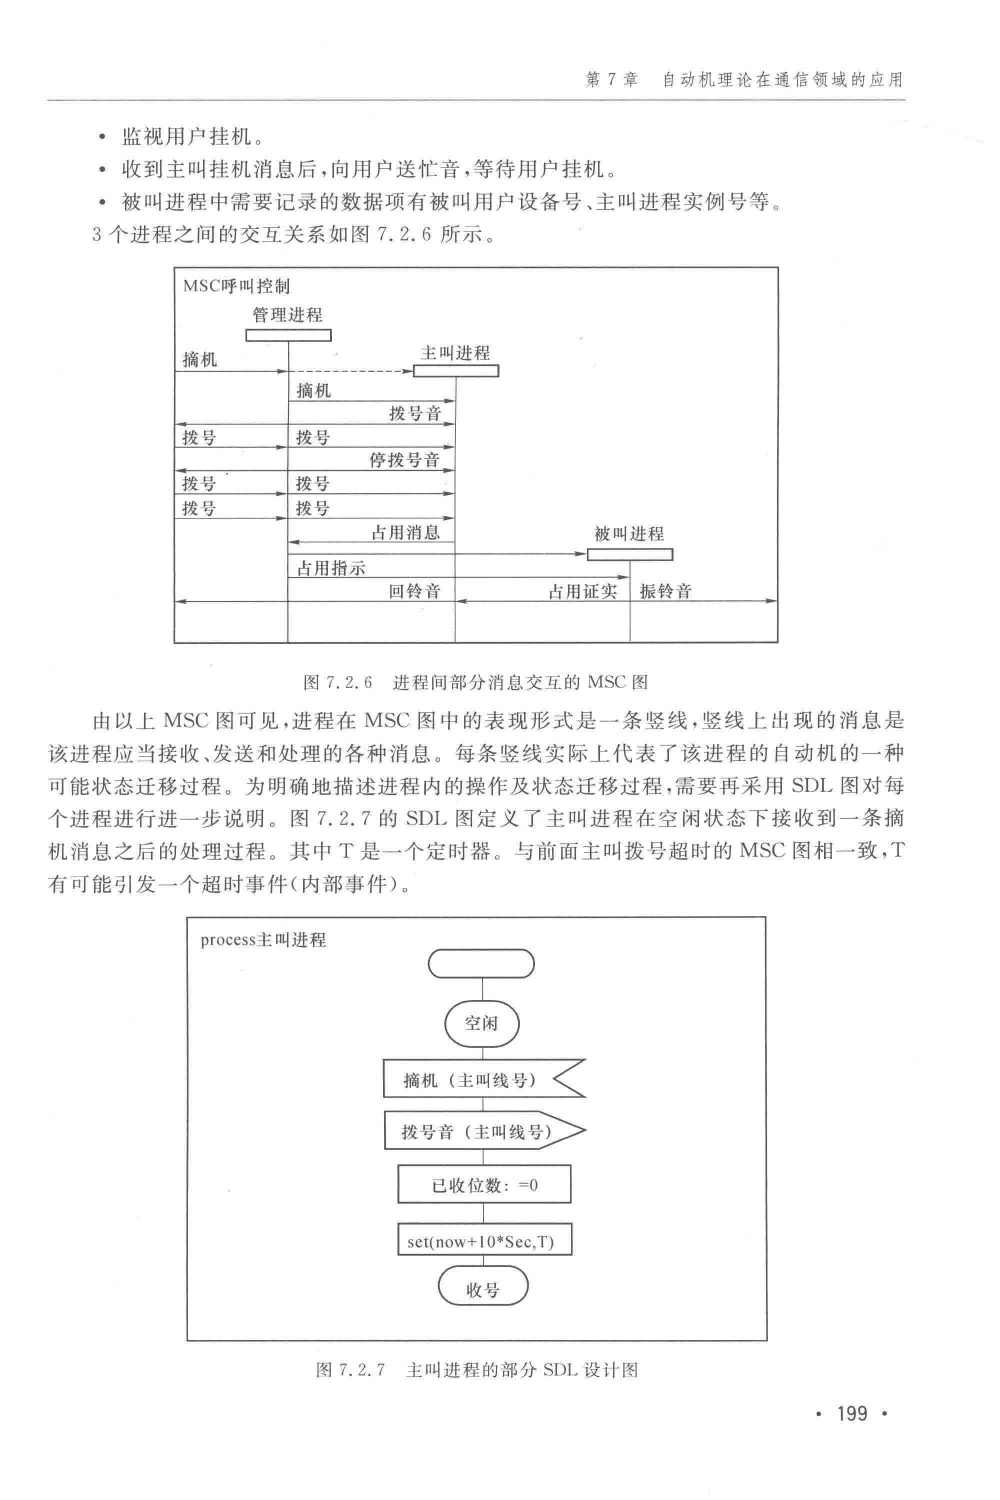 第 7 章　自动机理论在通信领域的应用
· 监视用户挂机。
· 收到主叫挂机消息后,向用户送忙音,等待用户挂机。
· 被叫进程中需要记录的数据项有被叫用户设备号、主叫进程实例号等。
3 个进程之间的交互关系如图 7.2.6 所示。
MSC呼叫控制
管理进程
主叫进程
摘机
摘机
拨号音
拨号 拨号
停拨号音
拨号 拨号
拨号 拨号
占用消息 被叫进程
占用指示
回铃音 占用证实 振铃音
图 7.2.6　进程间部分消息交互的 MSC 图
由以上 MSC 图可见,进程在 MSC 图中的表现形式是一条竖线,竖线上出现的消息是
该进程应当接收、发送和处理的各种消息。每条竖线实际上代表了该进程的自动机的一种
可能状态迁移过程。为明确地描述进程内的操作及状态迁移过程,需要再采用 SDL 图对每
个进程进行进一步说明。图 7.2.7 的 SDL 图定义了主叫进程在空闲状态下接收到一条摘
机消息之后的处理过程。其中 T 是一个定时器。与前面主叫拨号超时的 MSC 图相一致,T
有可能引发一个超时事件(内部事件)。
process主叫进程
空闲
摘机（主叫线号）
拨号音（主叫线号）
已收位数：=0
set(now+10*Sec,T)
收号
图 7.2.7　主叫进程的部分 SDL 设计图
· 199 ·